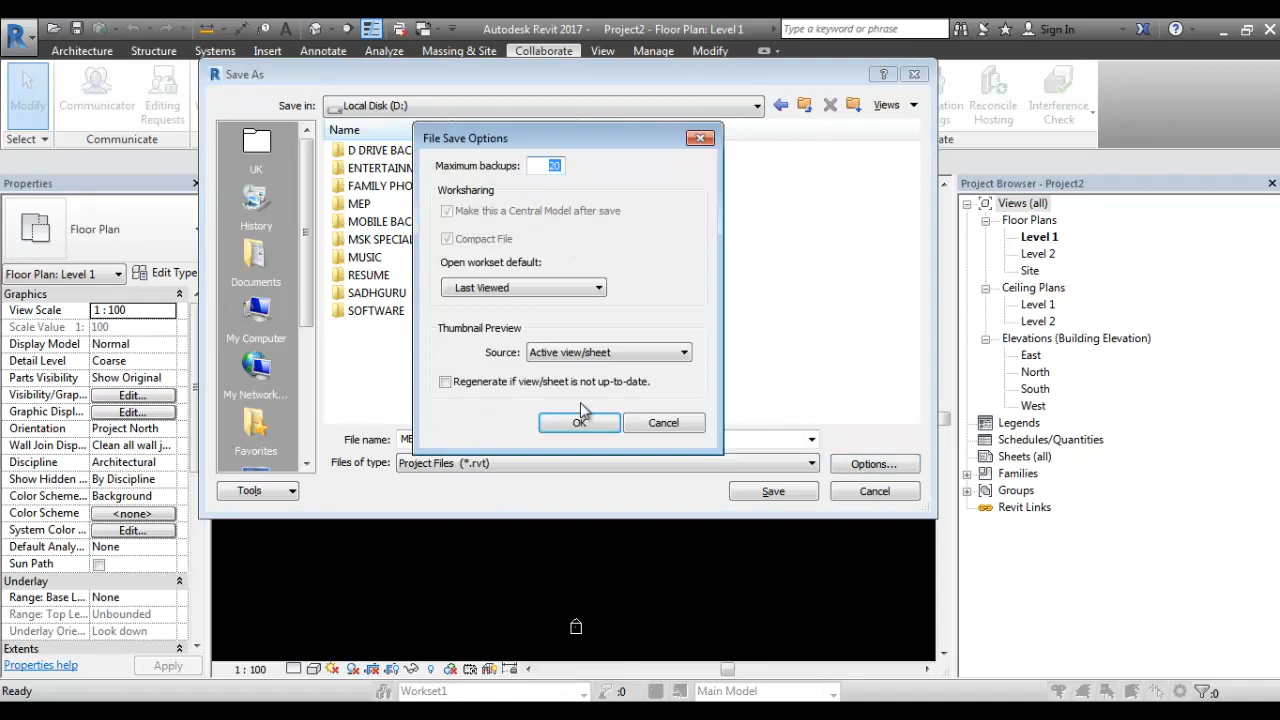 Autodesk Revit 2017 - Project2 - Floor Plan: Level 1
Type a keyword or phrase
Sign In
Architecture Structure Systems Insert Annotate Analyze Massing & Site Collaborate View Manage Modify
Modify
Communicator
Editing
Requests
Reconcile
Hosting
Interference
Check
Select
Communicate
Save As
Save in: Local Disk (D:)
Views
Name
UK
History
Documents
My Computer
My Network...
Favorites
D DRIVE BAC
ENTERTAINM
FAMILY PHO
MEP
MOBILE BAC
MSK SPECIAL
MUSIC
RESUME
SADHGURU
SOFTWARE
File Save Options
Maximum backups: 20
Worksharing
Make this a Central Model after save
Compact File
Open workset default:
Last Viewed
Thumbnail Preview
Source: Active view/sheet
Regenerate if view/sheet is not up-to-date.
OK
Cancel
File name:
Files of type: Project Files (*.rvt)
Options...
Tools
Save
Cancel
Properties
Floor Plan
Floor Plan: Level 1
Edit Type
Graphics
View Scale 1 : 100
Scale Value 1: 100
Display Model Normal
Detail Level Coarse
Parts Visibility Show Original
Visibility/Grap... Edit...
Graphic Displ... Edit...
Orientation Project North
Wall Join Disp... Clean all wall j...
Discipline Architectural
Show Hidden ... By Discipline
Color Scheme... Background
Color Scheme <none>
System Color ... Edit...
Default Analy... None
Sun Path
Underlay
Range: Base L... None
Range: Top Le... Unbounded
Underlay Orie... Look down
Extents
Properties help
Apply
Project Browser - Project2
Views (all)
Floor Plans
Level 1
Level 2
Site
Ceiling Plans
Level 1
Level 2
Elevations (Building Elevation)
East
North
South
West
Legends
Schedules/Quantities
Sheets (all)
Families
Groups
Revit Links
1 : 100
Ready
Workset1
:0
Main Model
:0